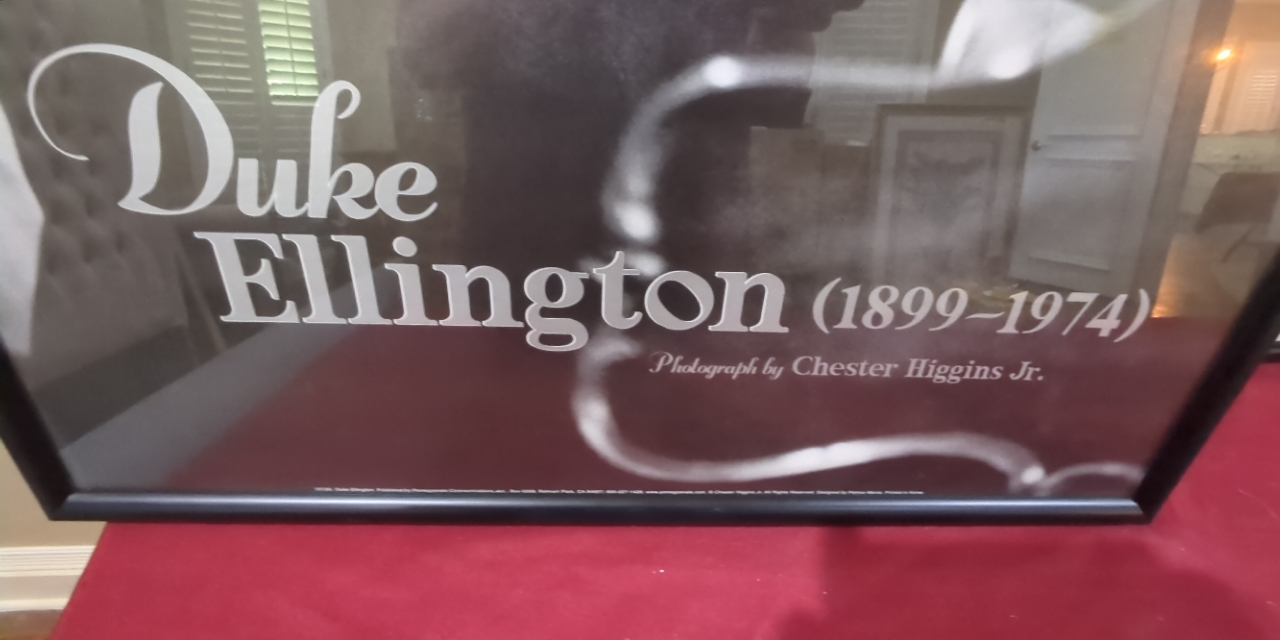 Duke
Ellington (1899–1974)
Photograph by Chester Higgins Jr.